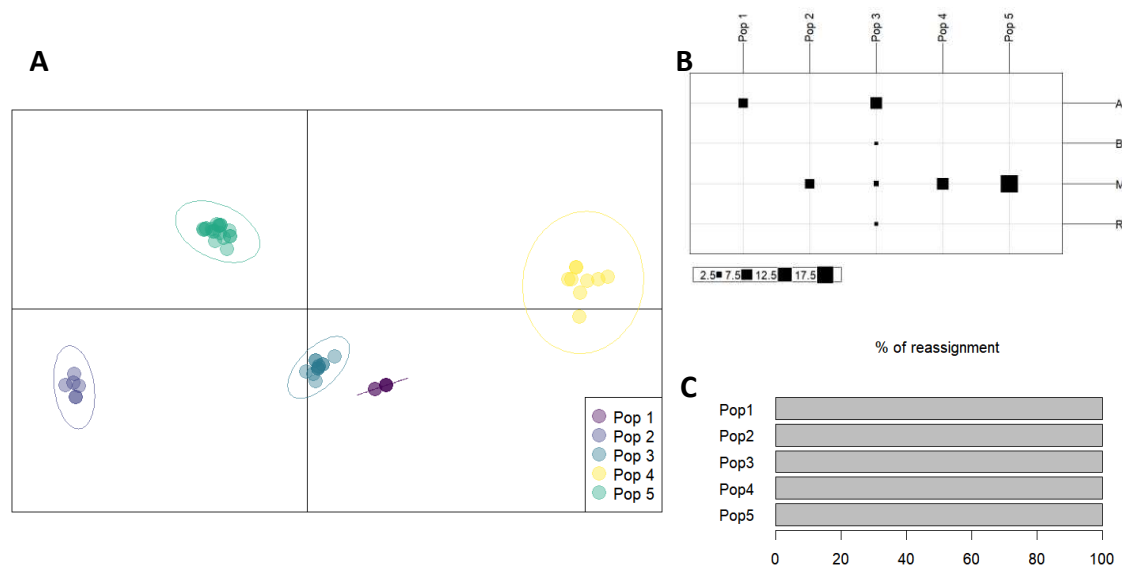 A
Pop 1
Pop 2
Pop 3
Pop 4
Pop 5
B
Pop 1 Pop 2 Pop 3 Pop 4 Pop 5
A
B
M
R
2.5 7.5 12.5 17.5
% of reassignment
C
Pop1
Pop2
Pop3
Pop4
Pop5
0 20 40 60 80 100